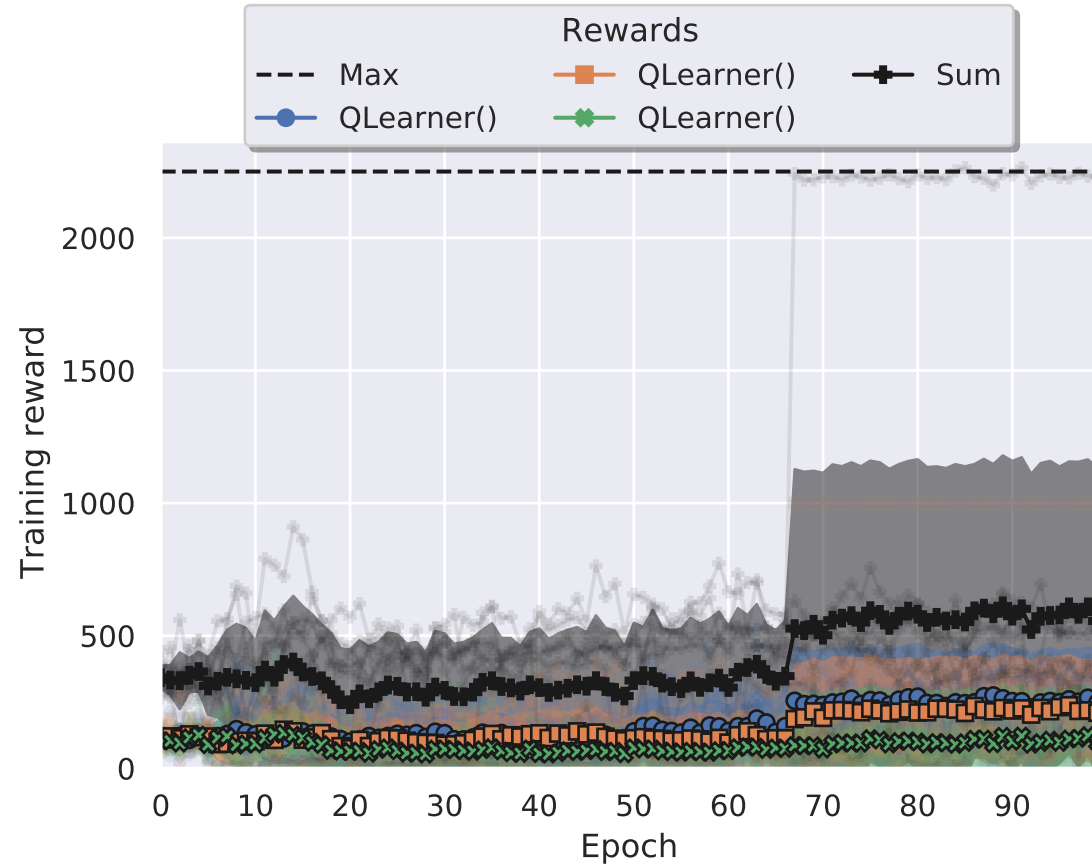 Rewards
Max QLearner() Sum
QLearner() QLearner()
2000
1500
1000
500
0
Training reward
0 10 20 30 40 50 60 70 80 90
Epoch